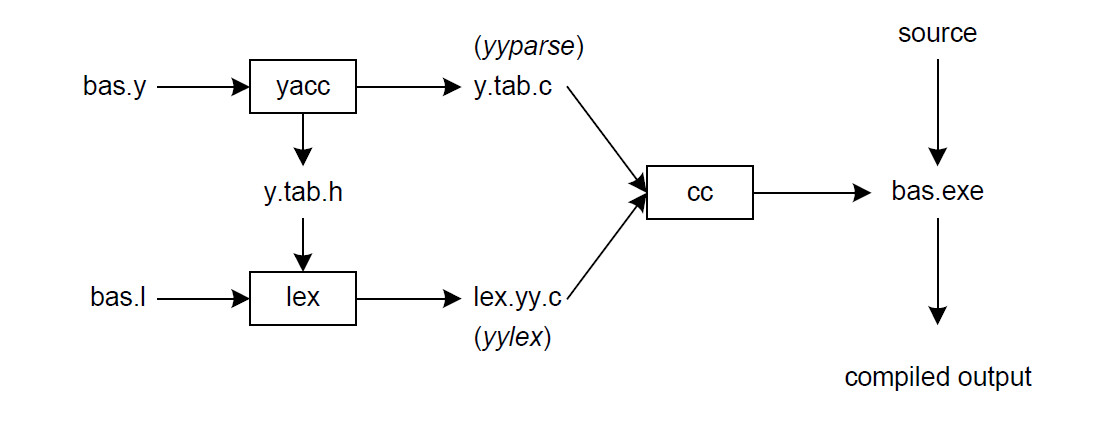 source
(yyparse)
bas.y
yacc
y.tab.c
y.tab.h
cc
bas.exe
bas.l
lex
lex.yy.c
(yylex)
compiled output